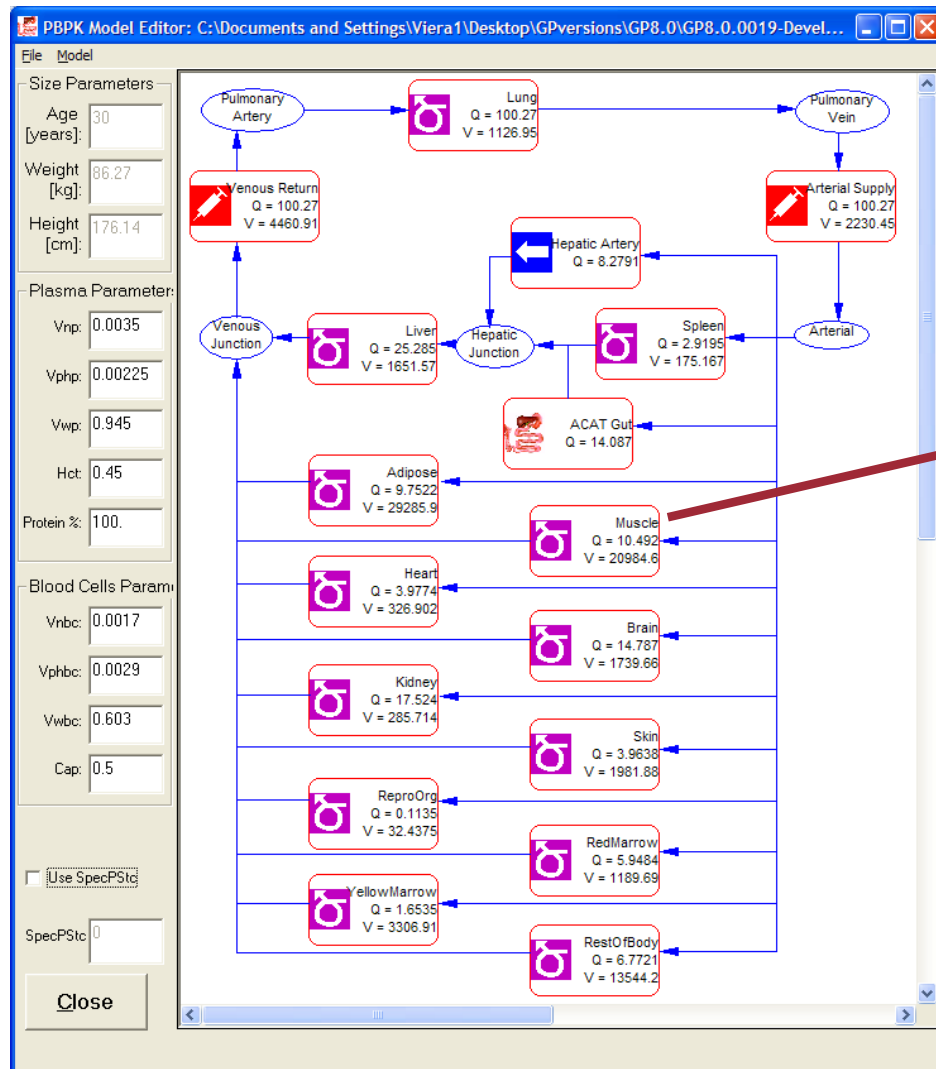 PBPK Model Editor: C:\Documents and Settings\Viera1\Desktop\GPversions\GP8.0\GP8.0.0019-Devel...
File Model
Size Parameters
Age
[years]:
30
Weight
[kg]:
86.27
Height
[cm]:
176.14
Plasma Parameter
Vnp: 0.0035
Vphp: 0.00225
Vwp: 0.945
Hct: 0.45
Protein %: 100.
Blood Cells Param
Vnbc: 0.0017
Vphbc: 0.0029
Vwbc: 0.603
Cap: 0.5
Use SpecPStc
SpecPStc 0
Close
Pulmonary
Artery
Lung
Q = 100.27
V = 1126.95
Pulmonary
Vein
Venous Return
Q = 100.27
V = 4460.91
Arterial Supply
Q = 100.27
V = 2230.45
Hepatic Artery
Q = 8.2791
Venous
Junction
Liver
Q = 25.285
V = 1651.57
Hepatic
Junction
Spleen
Q = 2.9195
V = 175.167
Arterial
ACAT Gut
Q = 14.087
Adipose
Q = 9.7522
V = 29285.9
Muscle
Q = 10.492
V = 20984.6
Heart
Q = 3.9774
V = 326.902
Brain
Q = 14.787
V = 1739.66
Kidney
Q = 17.524
V = 285.714
Skin
Q = 3.9638
V = 1981.88
ReproOrg
Q = 0.1135
V = 32.4375
RedMarrow
Q = 5.9484
V = 1189.69
YellowMarrow
Q = 1.6535
V = 3306.91
RestOfBody
Q = 6.7721
V = 13544.2